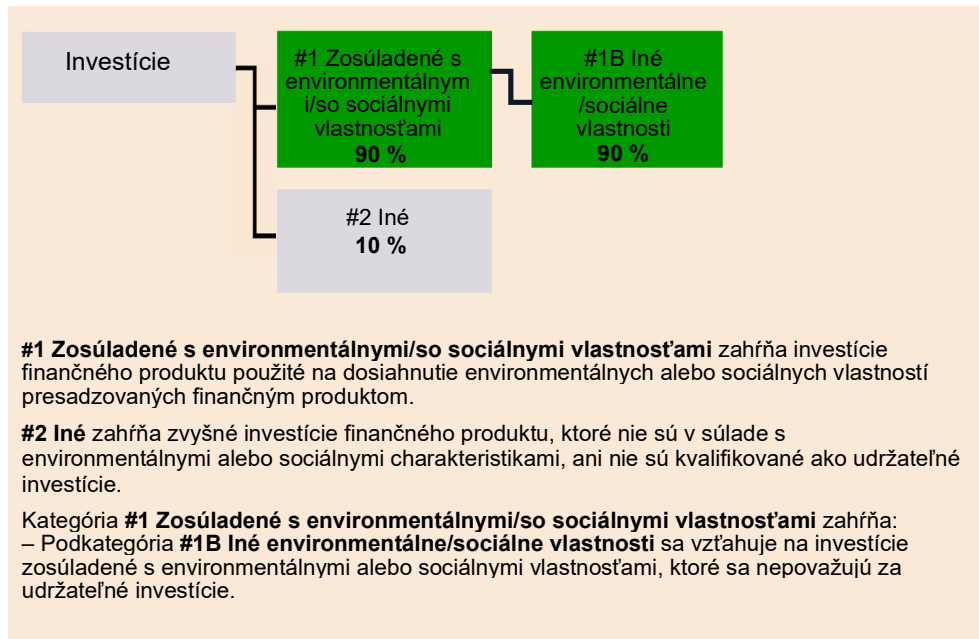 Investície
#1 Zosúladené s
environmentálnym
i/so sociálnymi
vlastnosťami
90 %
#1B Iné
environmentálne
/sociálne
vlastnosti
90 %
#2 Iné
10 %
#1 Zosúladené s environmentálnymi/so sociálnymi vlastnosťami zahŕňa investície
finančného produktu použité na dosiahnutie environmentálnych alebo sociálnych vlastností
presadzovaných finančným produktom.
#2 Iné zahŕňa zvyšné investície finančného produktu, ktoré nie sú v súlade s
environmentálnymi alebo sociálnymi charakteristikami, ani nie sú kvalifikované ako udržateľné
investície.
Kategória #1 Zosúladené s environmentálnymi/so sociálnymi vlastnosťami zahŕňa:
– Podkategória #1B Iné environmentálne/sociálne vlastnosti sa vzťahuje na investície
zosúladené s environmentálnymi alebo sociálnymi vlastnosťami, ktoré sa nepovažujú za
udržateľné investície.